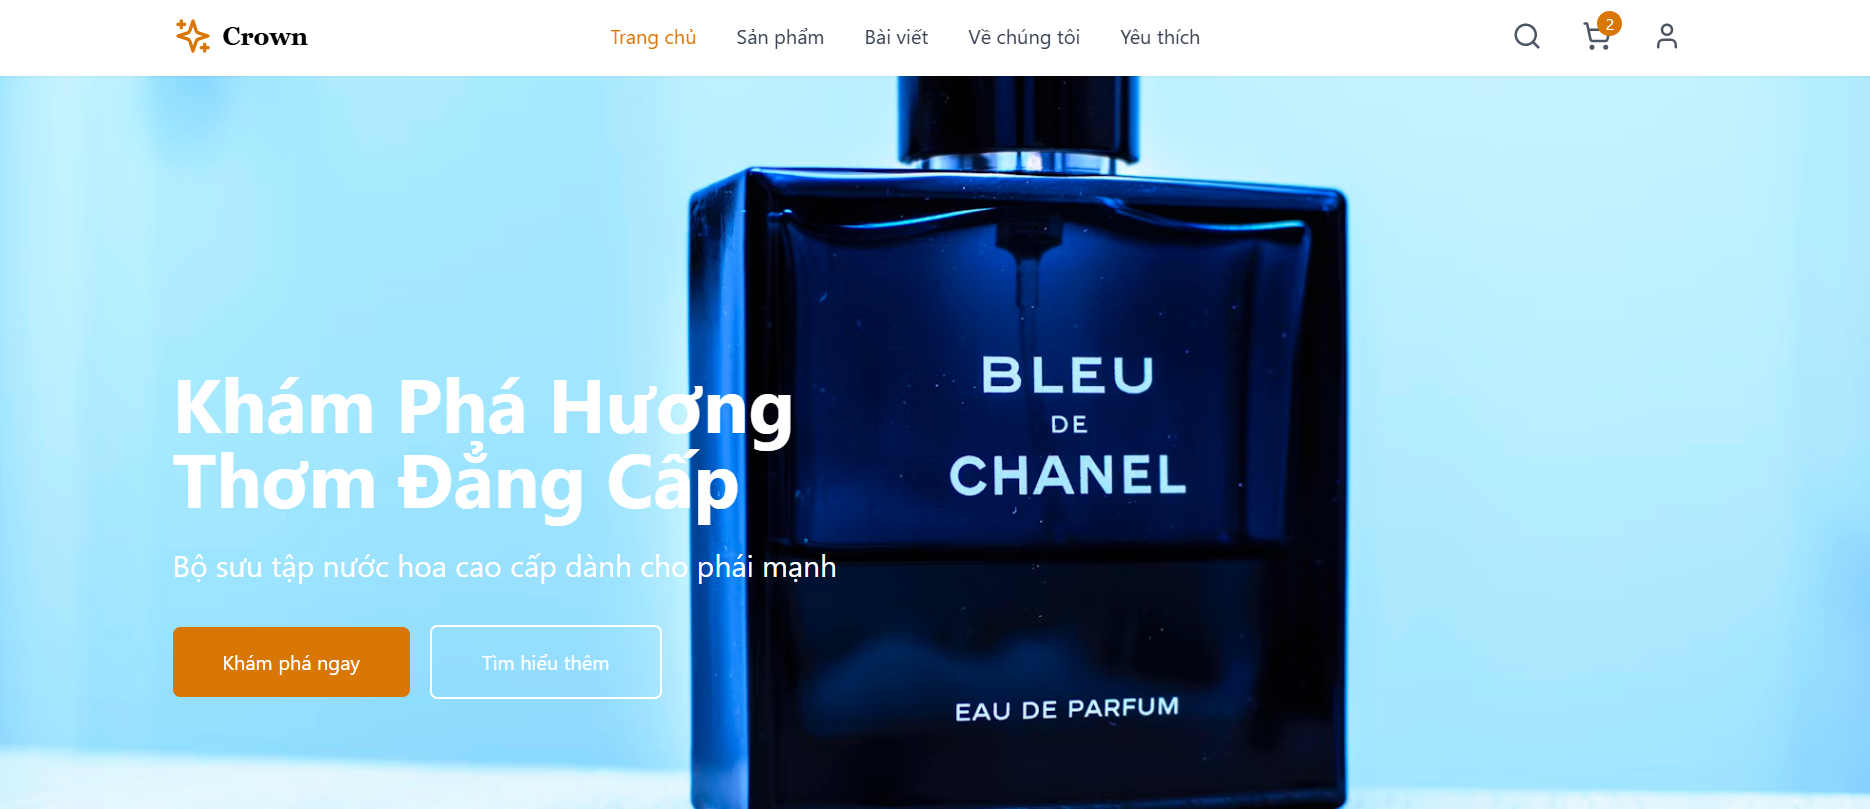 Crown
Trang chủ
Sản phẩm
Bài viết
Về chúng tôi
Yêu thích
2
Khám Phá Hương
Thơm Đẳng Cấp
Bộ sưu tập nước hoa cao cấp dành cho phái mạnh
Khám phá ngay
Tìm hiểu thêm
BLEU
DE
CHANEL
EAU DE PARFUM